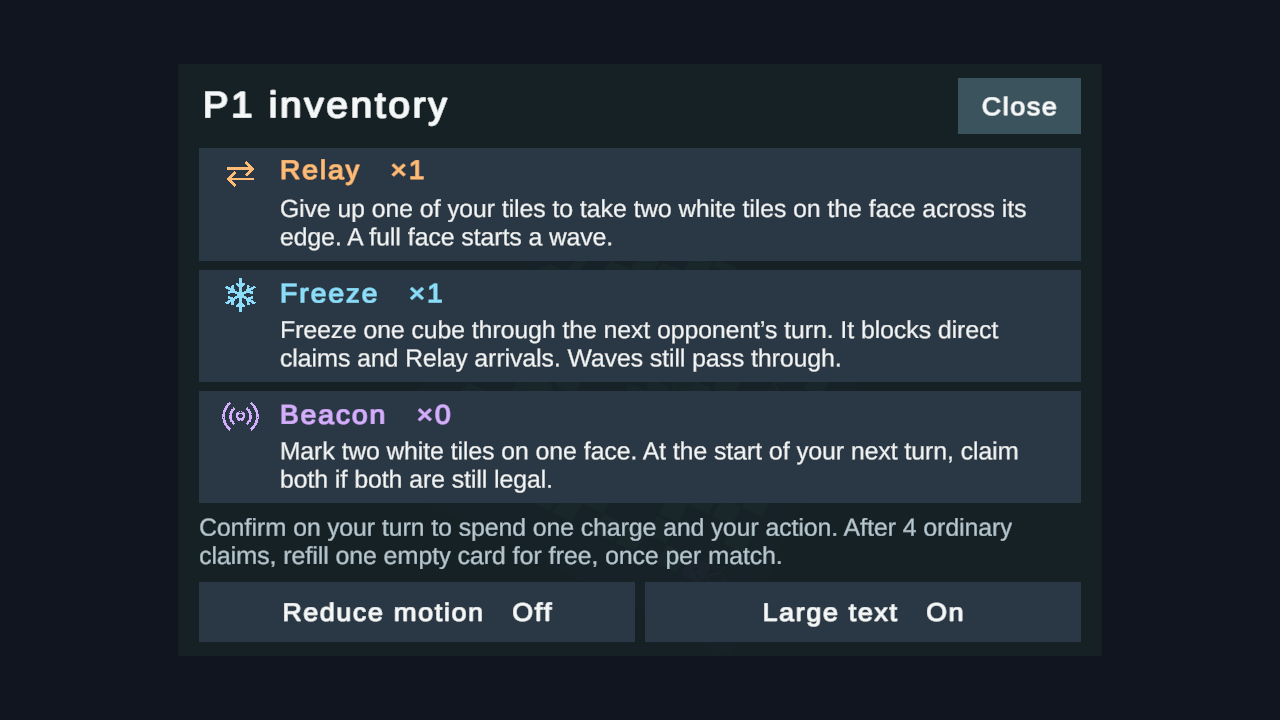 P1 inventory
Close
Relay ×1
Give up one of your tiles to take two white tiles on the face across its
edge. A full face starts a wave.
Freeze ×1
Freeze one cube through the next opponent’s turn. It blocks direct
claims and Relay arrivals. Waves still pass through.
Beacon ×0
Mark two white tiles on one face. At the start of your next turn, claim
both if both are still legal.
Confirm on your turn to spend one charge and your action. After 4 ordinary
claims, refill one empty card for free, once per match.
Reduce motion Off
Large text On